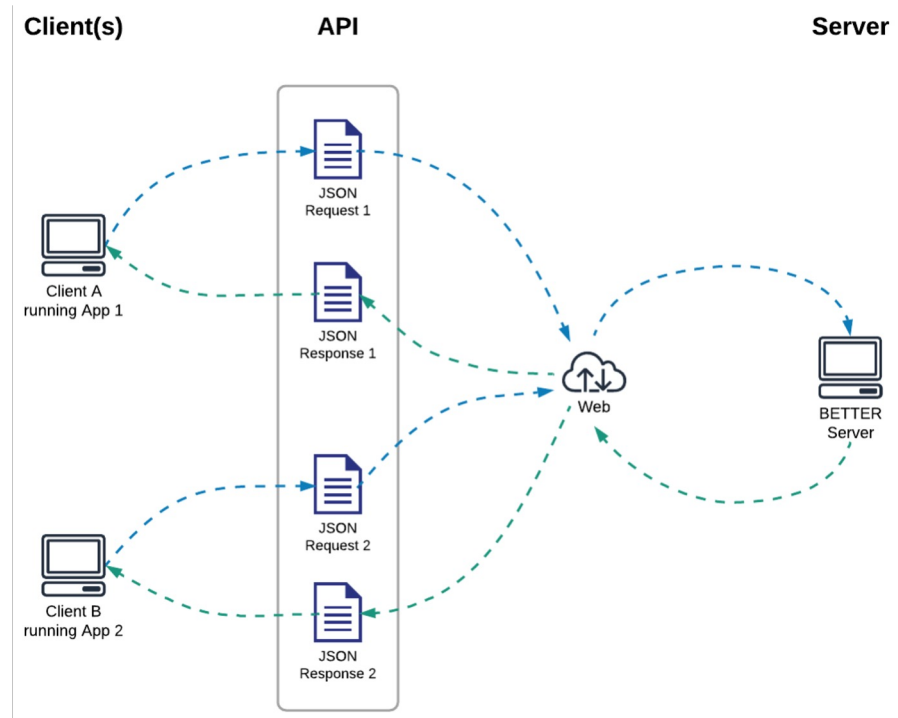 Client(s)
API
Server
JSON
Request 1
Client A
running App 1
JSON
Response 1
Web
BETTER
Server
JSON
Request 2
Client B
running App 2
JSON
Response 2